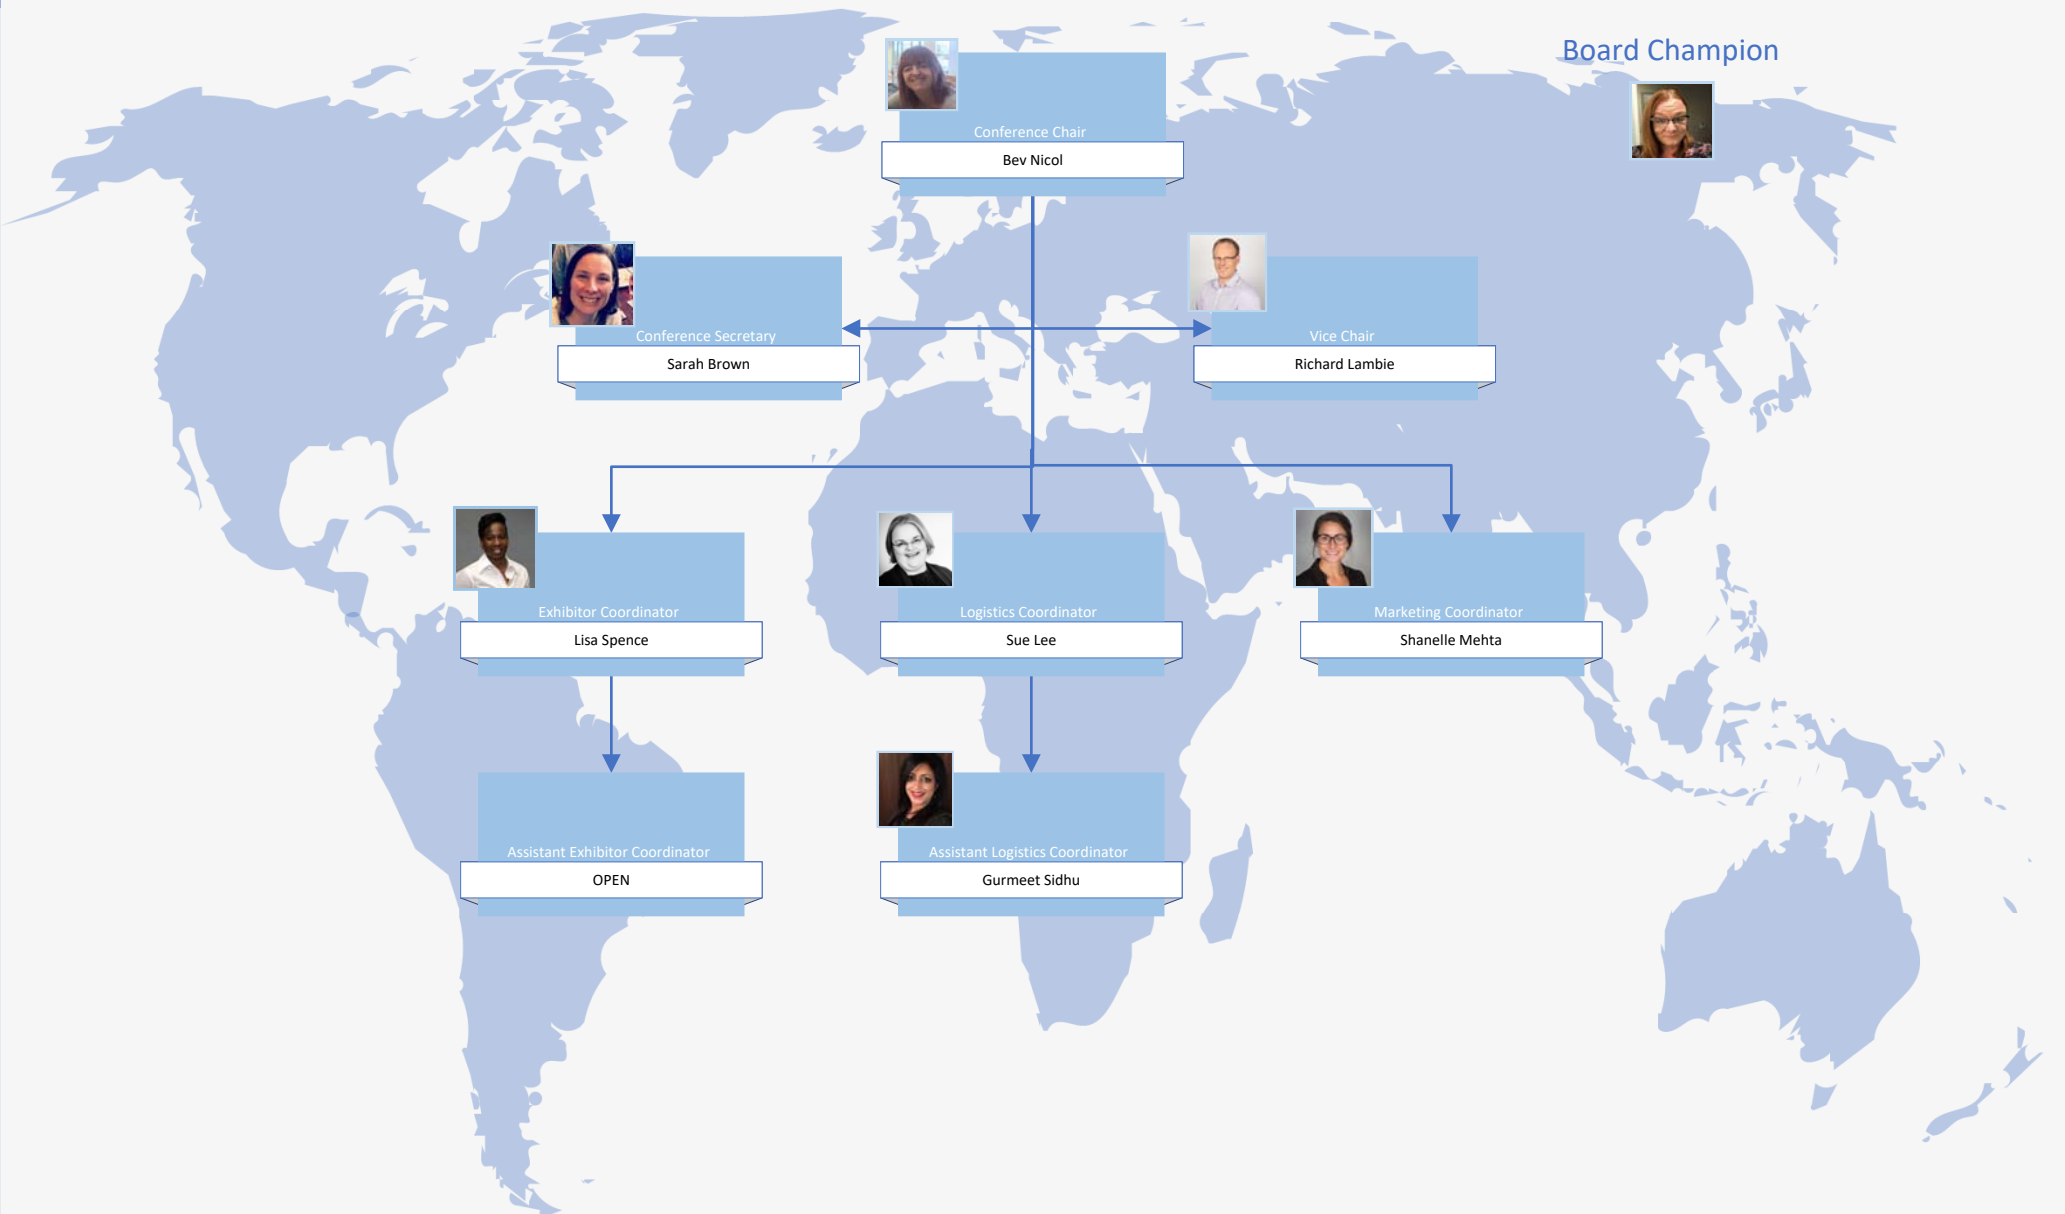 Board Champion
Conference Chair
Bev Nicol
Conference Secretary
Sarah Brown
Vice Chair
Richard Lambie
Exhibitor Coordinator
Lisa Spence
Logistics Coordinator
Sue Lee
Marketing Coordinator
Shanelle Mehta
Assistant Exhibitor Coordinator
OPEN
Assistant Logistics Coordinator
Gurmeet Sidhu